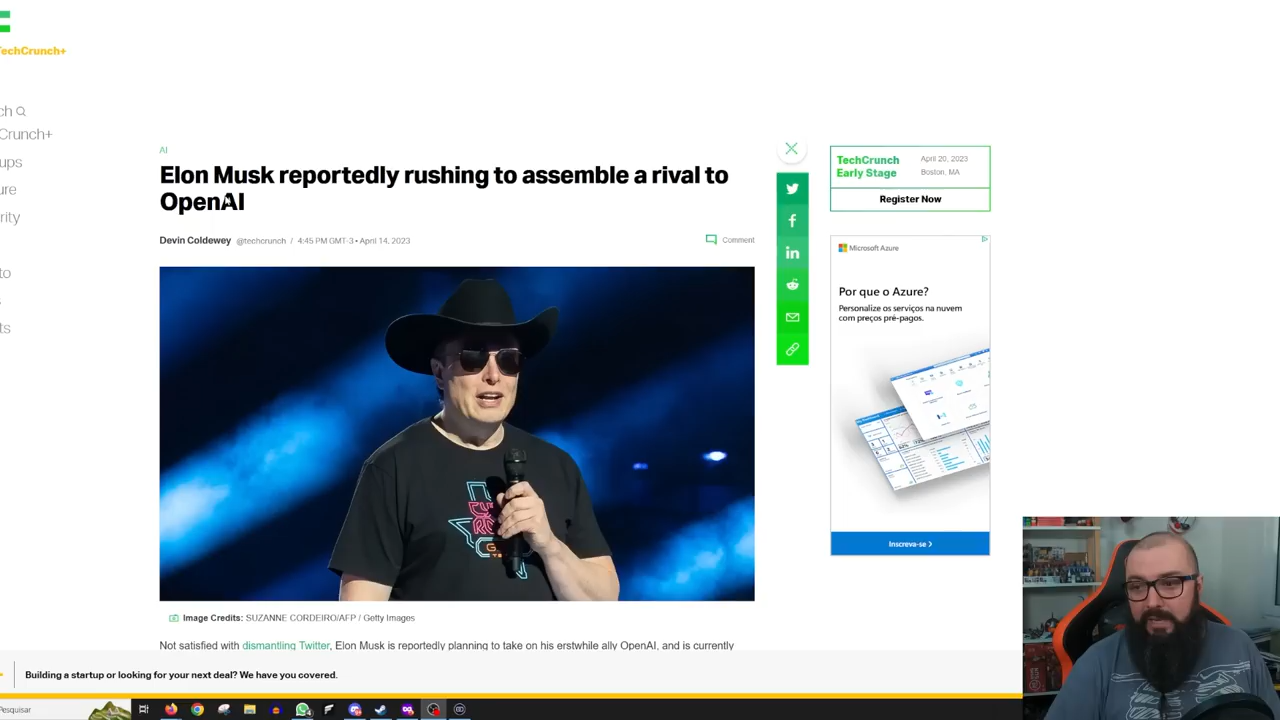 TechCrunch+
ch
Crunch+
ups
ure
rity
to
s
ts
AI
Elon Musk reportedly rushing to assemble a rival to
OpenAI
Devin Coldewey @techcrunch / 4:45 PM GMT-3 • April 14, 2023
Comment
Image Credits: SUZANNE CORDEIRO/AFP / Getty Images
Not satisfied with dismantling Twitter, Elon Musk is reportedly planning to take on his erstwhile ally OpenAI, and is currently
TechCrunch
Early Stage
April 20, 2023
Boston, MA
Register Now
Microsoft Azure
Por que o Azure?
Personalize os serviços na nuvem
com preços pré-pagos.
Inscreva-se
Building a startup or looking for your next deal? We have you covered.
Pesquisar